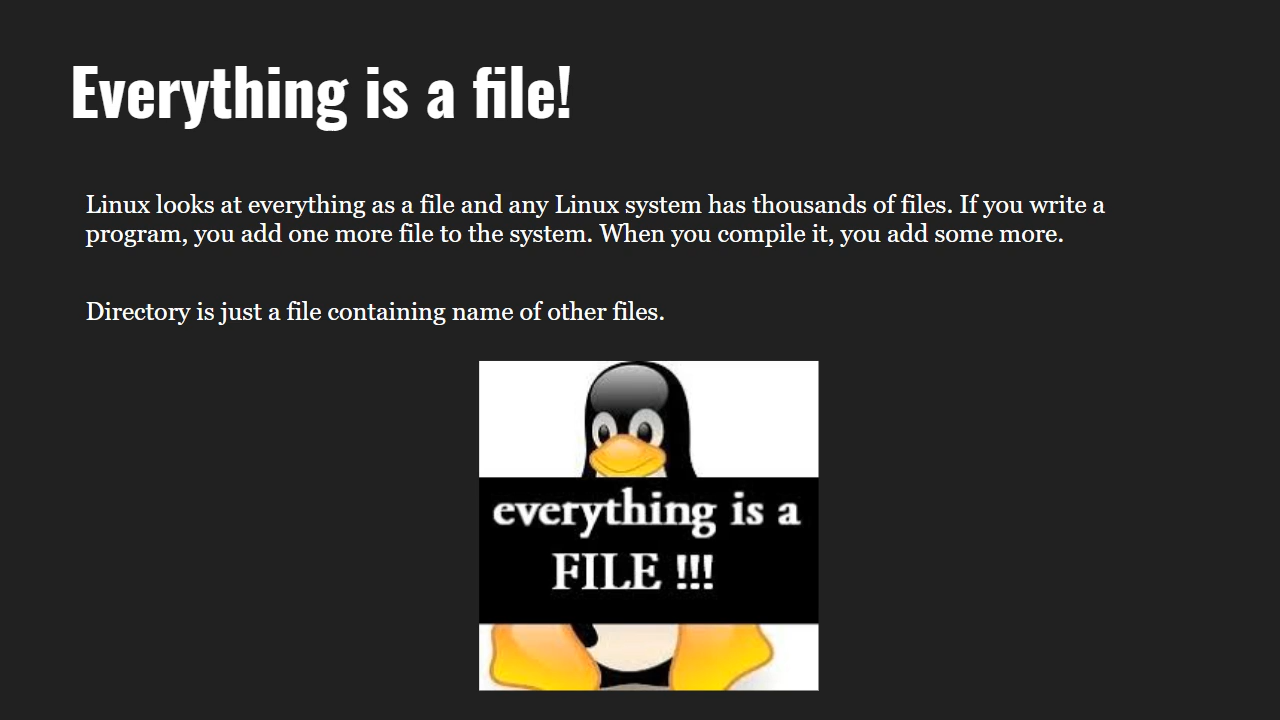 Everything is a file!
Linux looks at everything as a file and any Linux system has thousands of files. If you write a
program, you add one more file to the system. When you compile it, you add some more.
Directory is just a file containing name of other files.
everything is a
FILE !!!